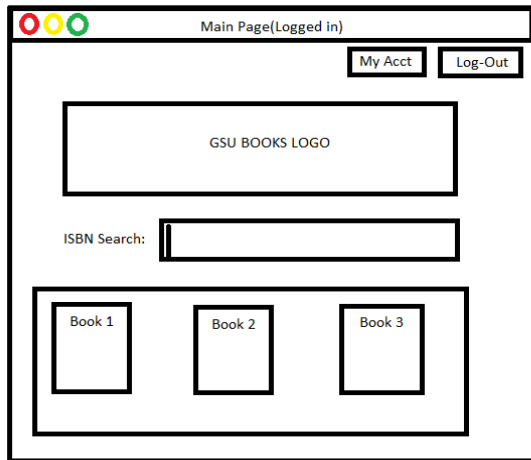 Main Page(Logged in)
My Acct Log-Out
GSU BOOKS LOGO
ISBN Search:
Book 1 Book 2 Book 3